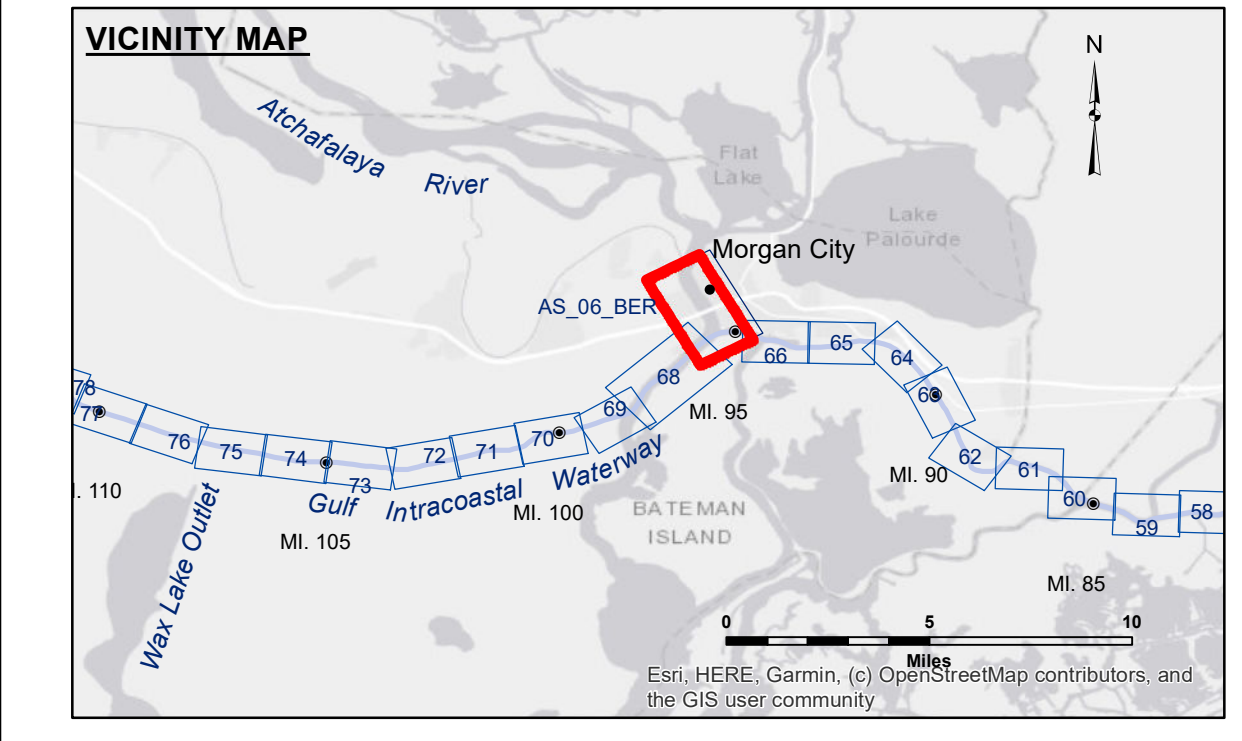 VICINITY MAP
N
Atchafalaya
River
Flat
Lake
Lake
Palourde
Morgan City
AS_06_BER
66
65
64
68
63
69
MI. 95
78
77
76
75
74
73
72
71
70
62
61
60
59
58
MI. 90
Gulf Intracoastal Waterway
Wax Lake Outlet
MI. 100
MI. 105
BATEMAN
ISLAND
MI. 85
0 5 10
Miles
Esri, HERE, Garmin, (c) OpenStreetMap contributors, and
the GIS user community